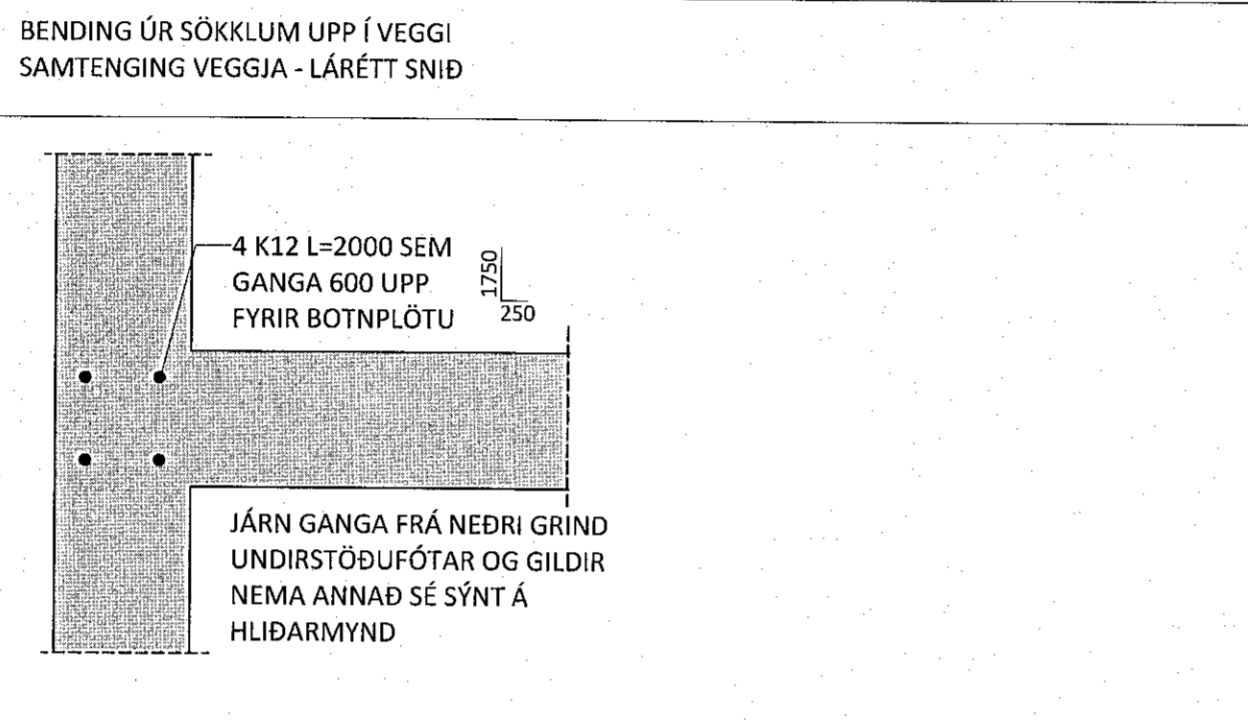 BENDING ÚR SÖKKLUM UPP Í VEGGI
SAMTENGING VEGGJA - LÁRÉTT SNIÐ
4 K12 L=2000 SEM
GANGA 600 UPP
FYRIR BOTNPLÖTU
1750
250
JÁRN GANGA FRÁ NEÐRI GRIND
UNDIRSTÖÐUFÓTAR OG GILDIR
NEMA ANNAÐ SÉ SÝNT Á
HLIÐARMYND